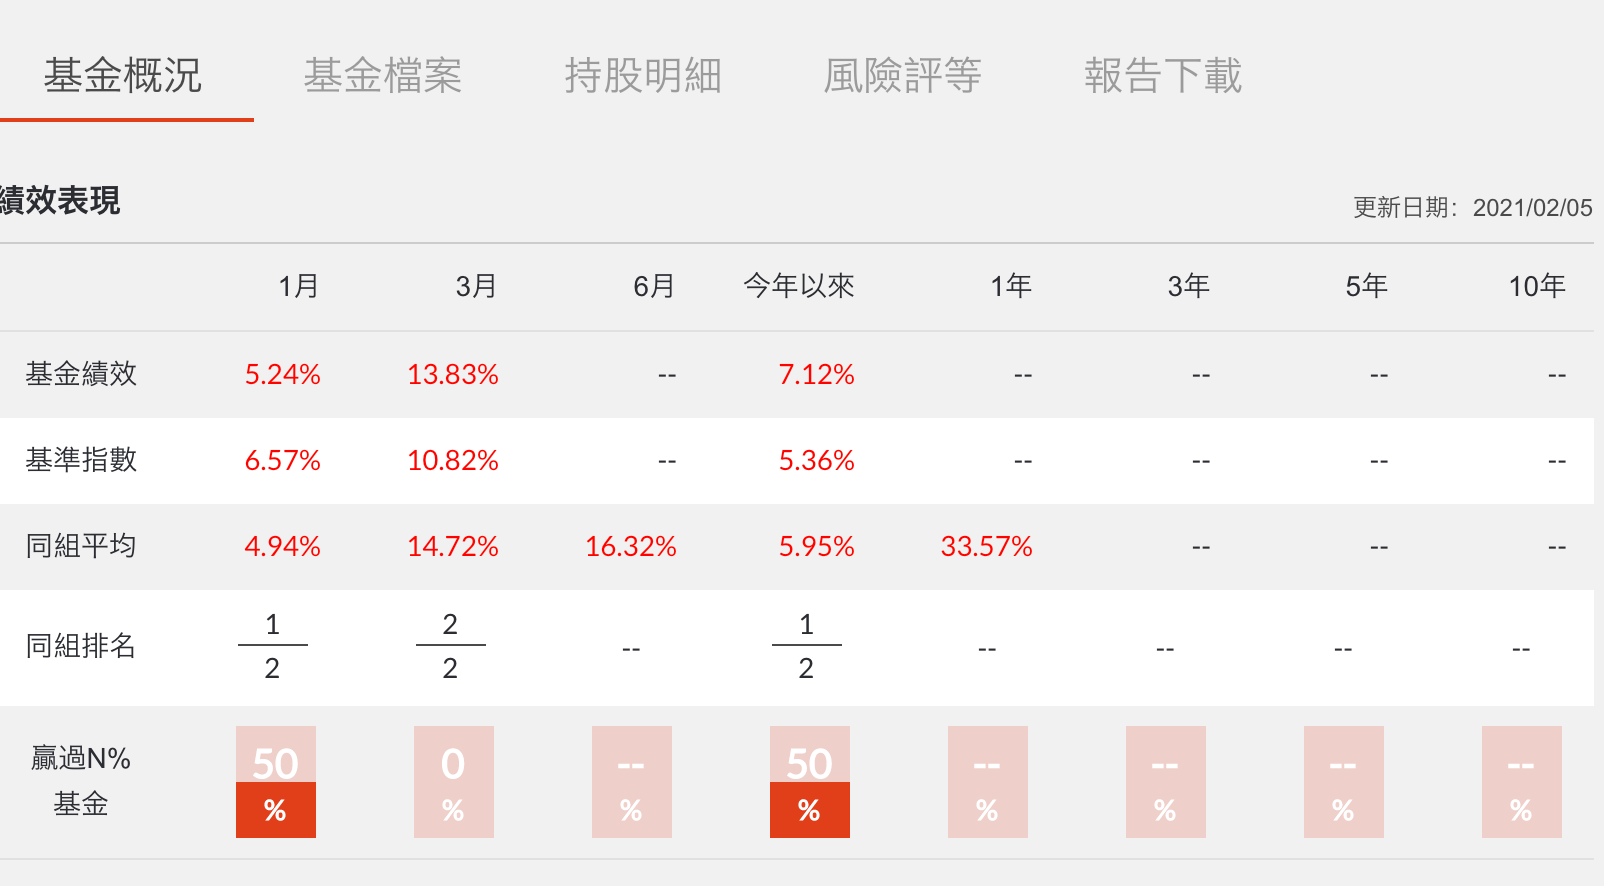 基金概況 基金檔案 持股明細 風險評等 報告下載
績效表現 更新日期：2021/02/05
1月 3月 6月 今年以來 1年 3年 5年 10年
基金績效 5.24% 13.83% -- 7.12% -- -- -- --
基準指數 6.57% 10.82% -- 5.36% -- -- -- --
同組平均 4.94% 14.72% 16.32% 5.95% 33.57% -- -- --
1 2 1
同組排名 -- -- -- -- --
2 2 2
贏過N% 50 0 -- 50 -- -- -- --
基金 % % % % % % % %